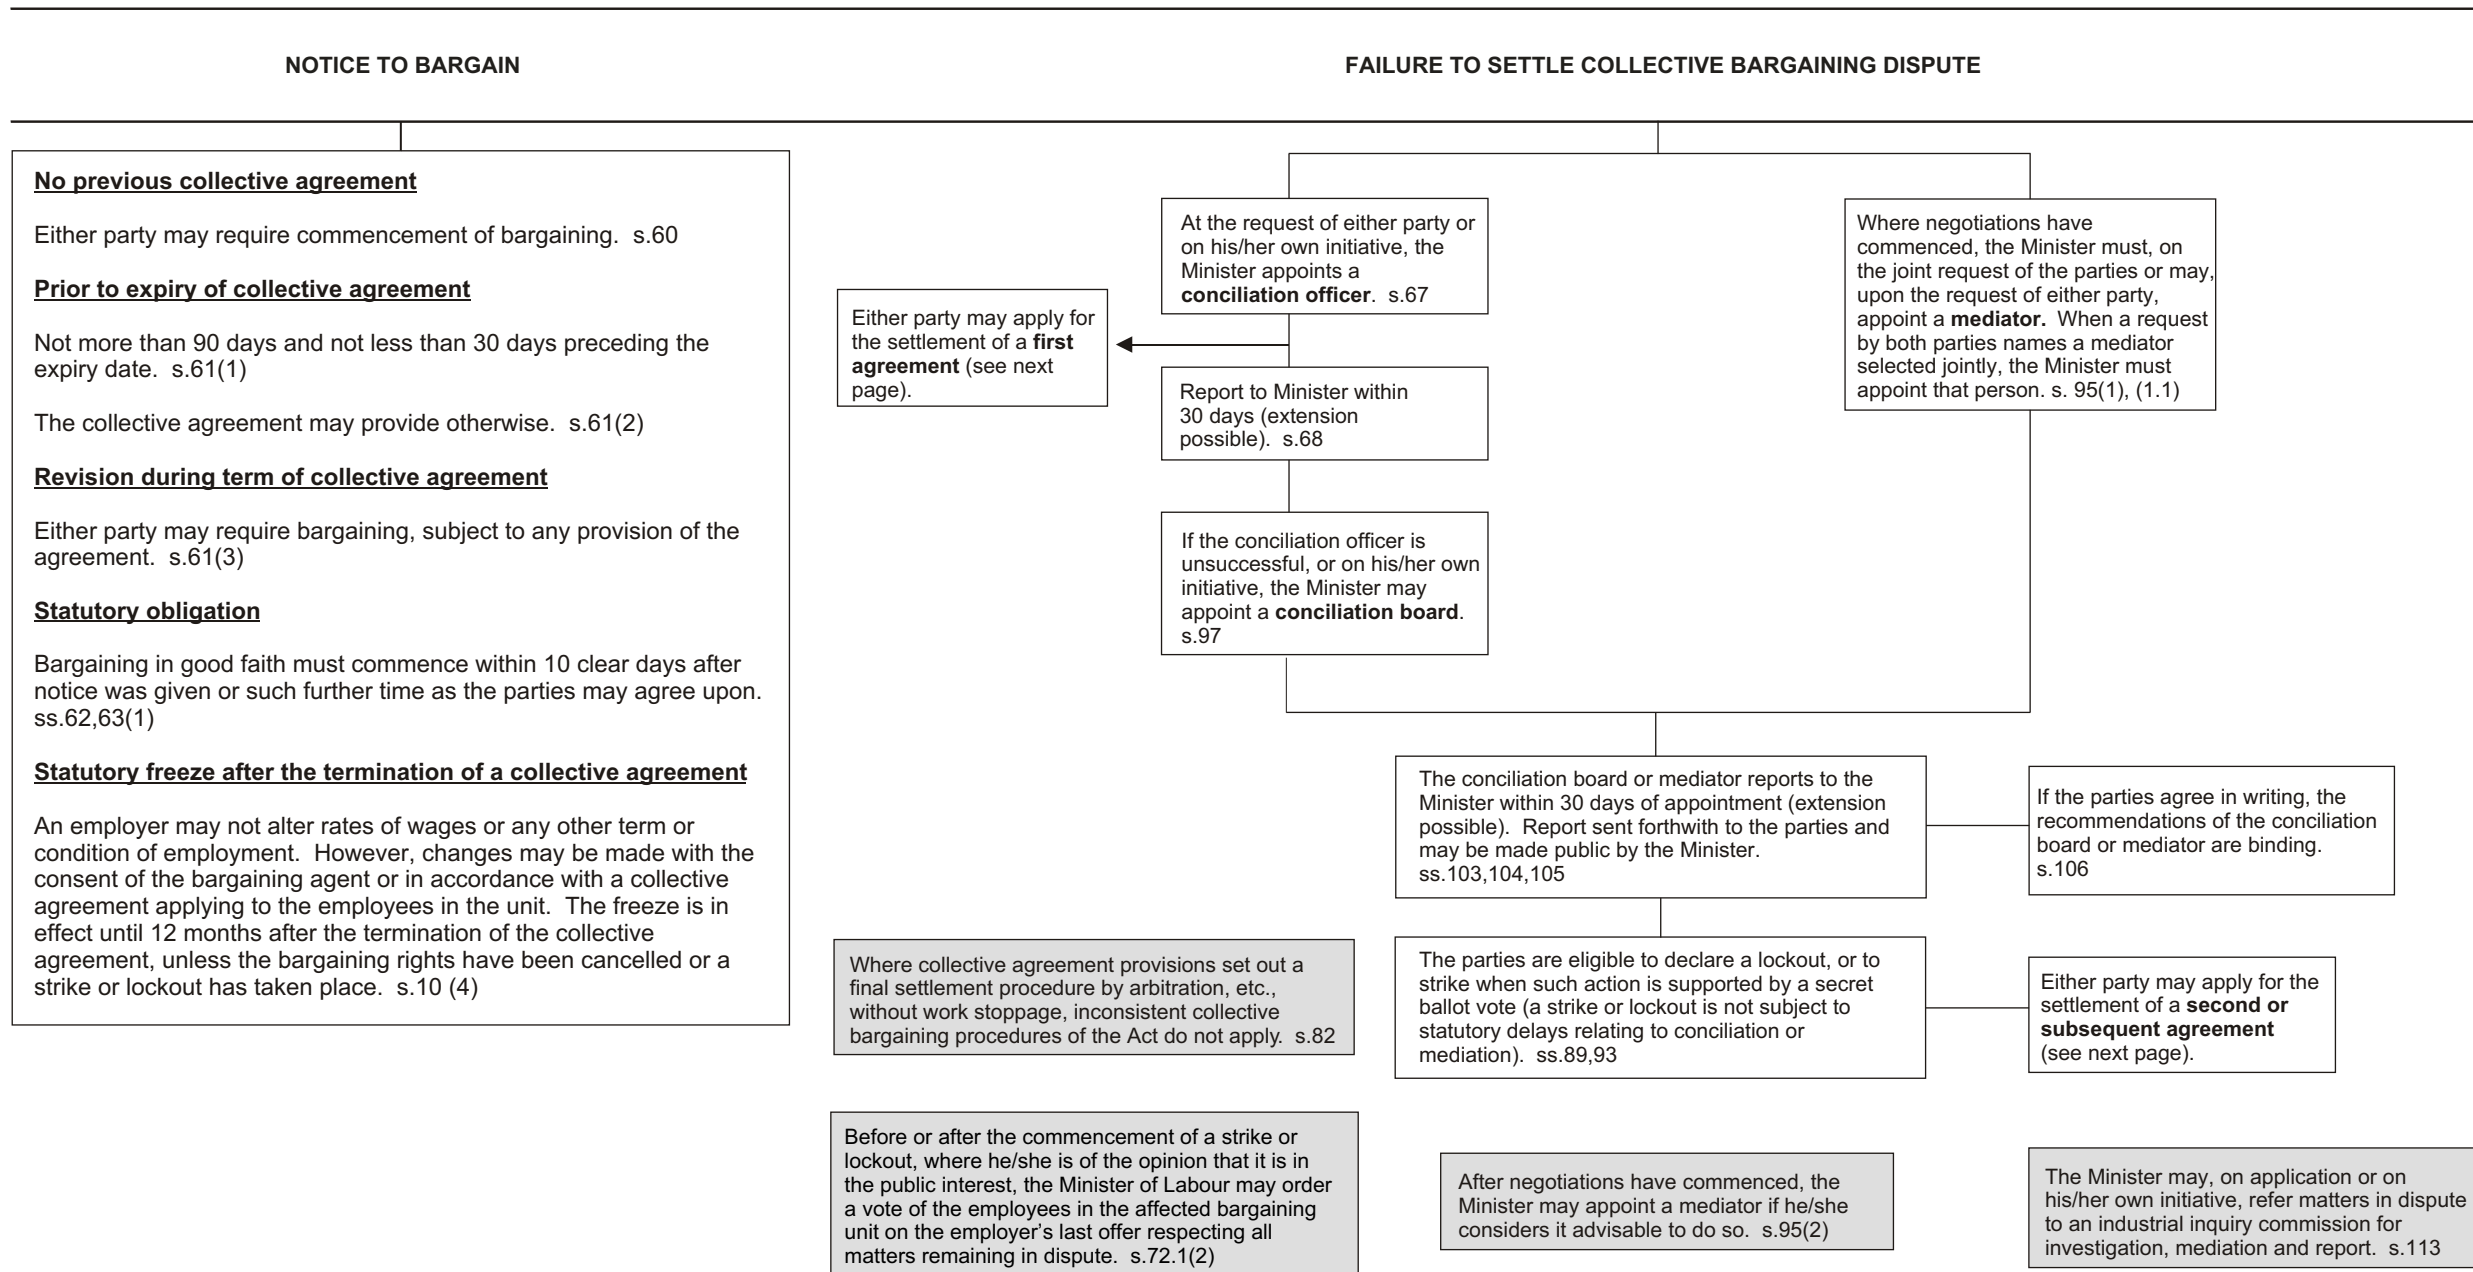 NOTICE TO BARGAIN
FAILURE TO SETTLE COLLECTIVE BARGAINING DISPUTE
No previous collective agreement
Either party may require commencement of bargaining.  s.60
Prior to expiry of collective agreement
Not more than 90 days and not less than 30 days preceding the
expiry date.  s.61(1)
The collective agreement may provide otherwise.  s.61(2)
Revision during term of collective agreement
Either party may require bargaining, subject to any provision of the
agreement.  s.61(3)
Statutory obligation
Bargaining in good faith must commence within 10 clear days after
notice was given or such further time as the parties may agree upon.
ss.62,63(1)
Statutory freeze after the termination of a collective agreement
An employer may not alter rates of wages or any other term or
condition of employment.  However, changes may be made with the
consent of the bargaining agent or in accordance with a collective
agreement applying to the employees in the unit.  The freeze is in
effect until 12 months after the termination of the collective
agreement, unless the bargaining rights have been cancelled or a
strike or lockout has taken place.  s.10 (4)
At the request of either party or
on his/her own initiative, the
Minister appoints a
conciliation officer.  s.67
Either party may apply for
the settlement of a first
agreement (see next
page).
Report to Minister within
30 days (extension
possible).  s.68
If the conciliation officer is
unsuccessful, or on his/her own
initiative, the Minister may
appoint a conciliation board.
s.97
Where negotiations have
commenced, the Minister must, on
the joint request of the parties or may,
upon the request of either party,
appoint a mediator.  When a request
by both parties names a mediator
selected jointly, the Minister must
appoint that person. s. 95(1), (1.1)
The conciliation board or mediator reports to the
Minister within 30 days of appointment (extension
possible).  Report sent forthwith to the parties and
may be made public by the Minister.
ss.103,104,105
If the parties agree in writing, the
recommendations of the conciliation
board or mediator are binding.
s.106
Where collective agreement provisions set out a
final settlement procedure by arbitration, etc.,
without work stoppage, inconsistent collective
bargaining procedures of the Act do not apply.  s.82
The parties are eligible to declare a lockout, or to
strike when such action is supported by a secret
ballot vote (a strike or lockout is not subject to
statutory delays relating to conciliation or
mediation).  ss.89,93
Either party may apply for the
settlement of a second or
subsequent agreement
(see next page).
Before or after the commencement of a strike or
lockout, where he/she is of the opinion that it is in
the public interest, the Minister of Labour may order
a vote of the employees in the affected bargaining
unit on the employer's last offer respecting all
matters remaining in dispute.  s.72.1(2)
After negotiations have commenced, the
Minister may appoint a mediator if he/she
considers it advisable to do so.  s.95(2)
The Minister may, on application or on
his/her own initiative, refer matters in dispute
to an industrial inquiry commission for
investigation, mediation and report.  s.113